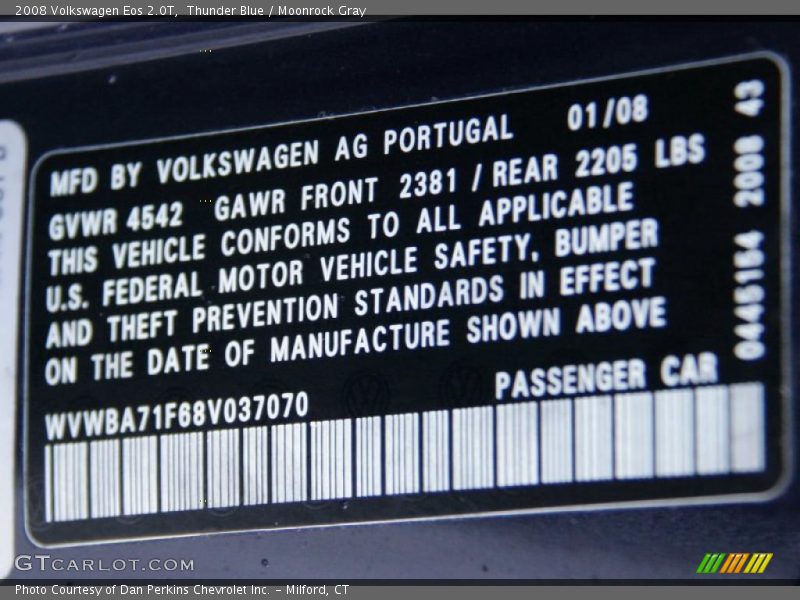 2008 Volkswagen Eos 2.0T, Thunder Blue / Moonrock Gray
MFD BY VOLKSWAGEN AG PORTUGAL 01/08
GVWR 4542 GAWR FRONT 2381 / REAR 2205 LBS
THIS VEHICLE CONFORMS TO ALL APPLICABLE
U.S. FEDERAL MOTOR VEHICLE SAFETY, BUMPER
AND THEFT PREVENTION STANDARDS IN EFFECT
ON THE DATE OF MANUFACTURE SHOWN ABOVE
PASSENGER CAR
WVWBA71F68V037070
0445154 2008 43
GTCARLOT.COM
Photo Courtesy of Dan Perkins Chevrolet Inc. - Milford, CT